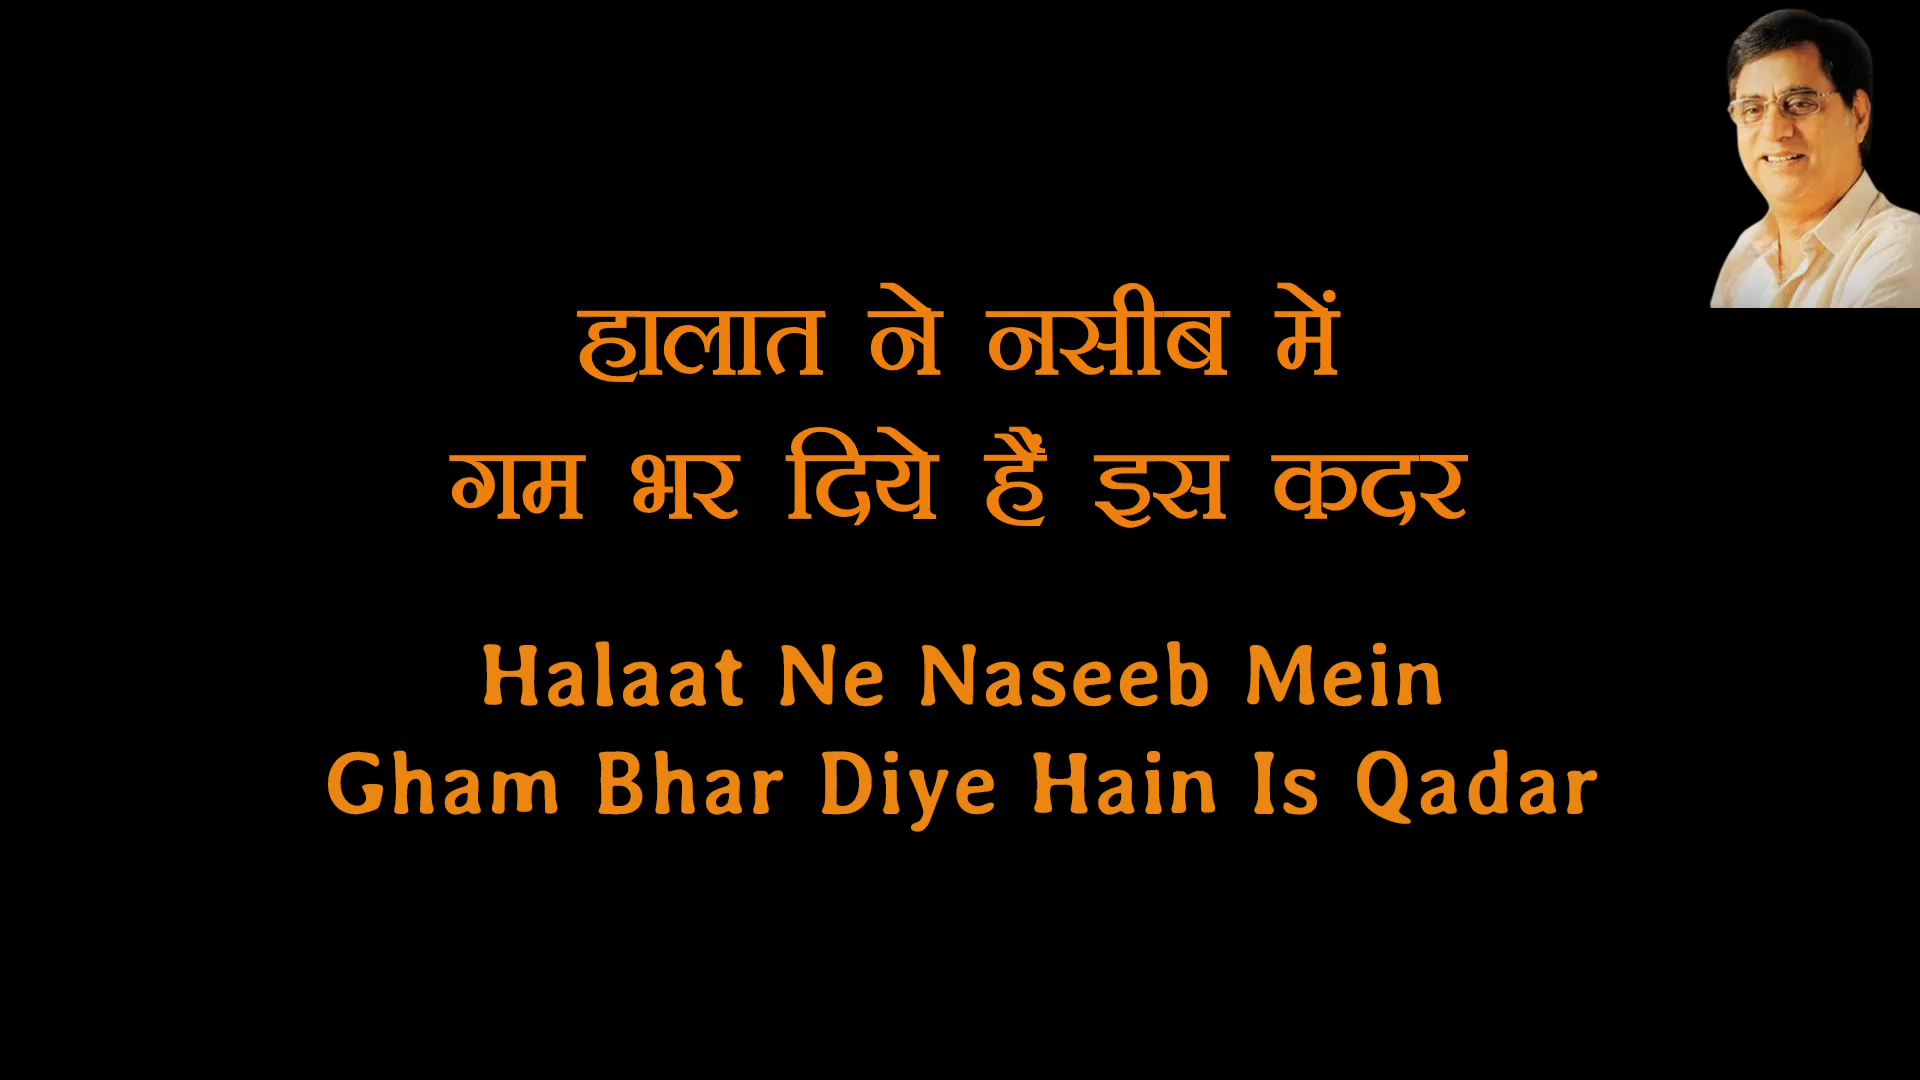 हालात ने नसीब में
गम भर दिये हैं इस कदर
Halaat Ne Naseeb Mein
Gham Bhar Diye Hain Is Qadar